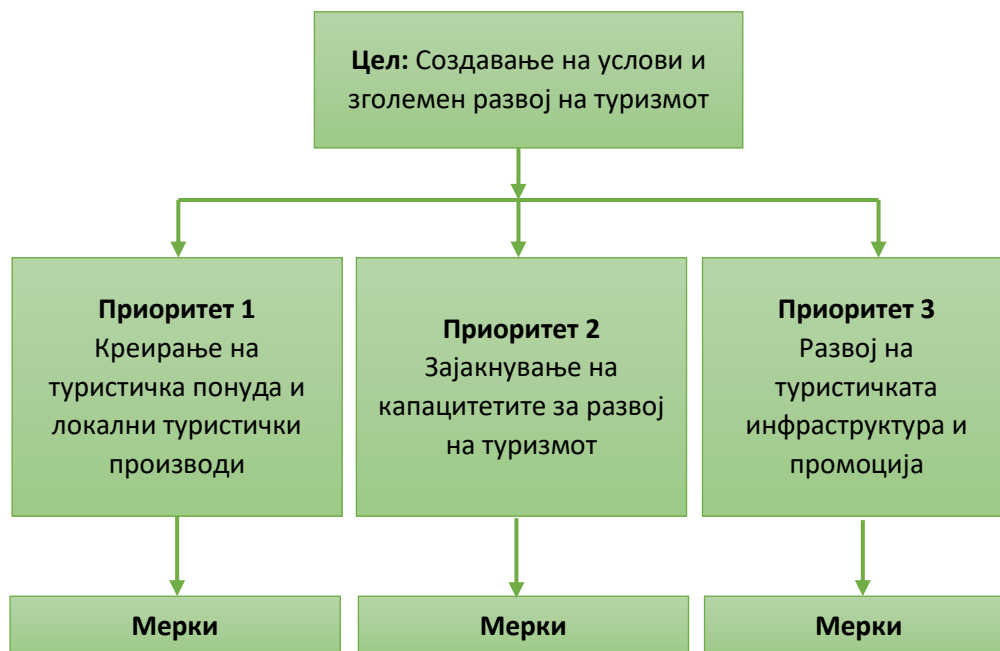 Цел: Создавање на услови и
зголемен развој на туризмот
Приоритет 1
Креирање на
туристичка понуда и
локални туристички
производи
Приоритет 2
Зајакнување на
капацитетите за развој
на туризмот
Приоритет 3
Развој на
туристичката
инфраструктура и
промоција
Мерки
Мерки
Мерки